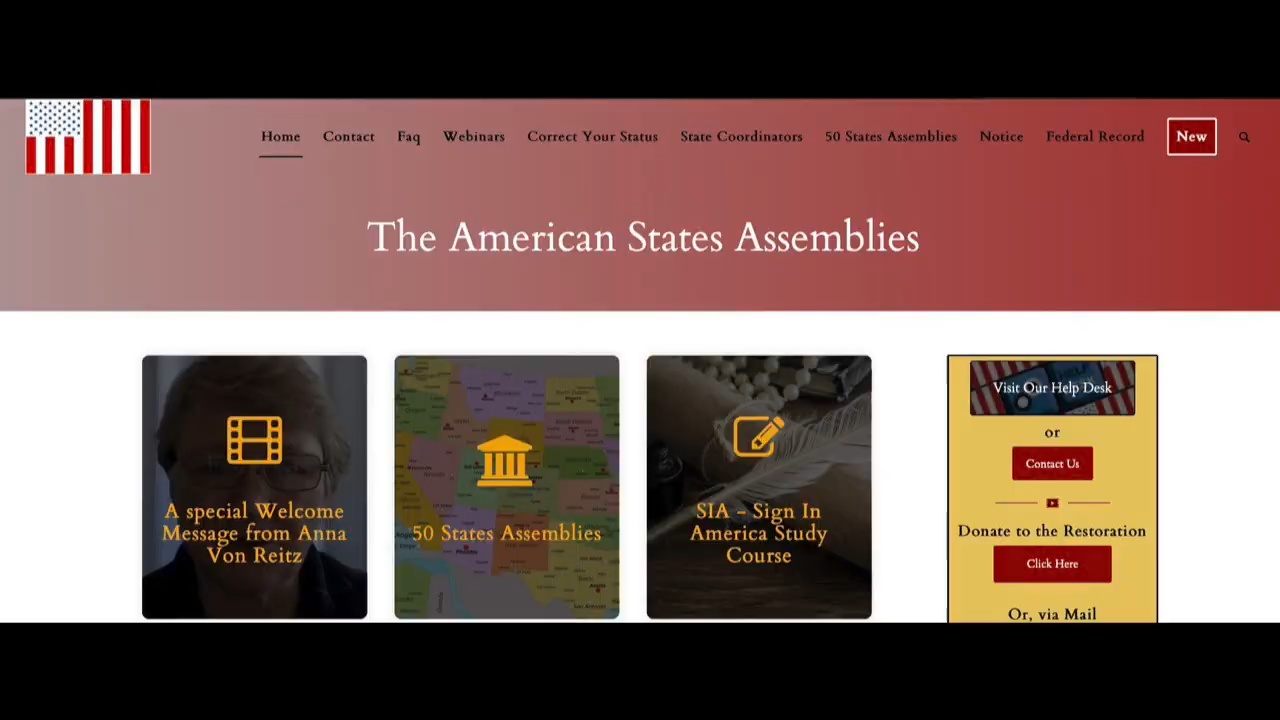 Home Contact Faq Webinars Correct Your Status State Coordinators 50 States Assemblies Notice Federal Record New
The American States Assemblies
A special Welcome
Message from Anna
Von Reitz
50 States Assemblies
SIA - Sign In
America Study
Course
Visit Our Help Desk
or
Contact Us
Donate to the Restoration
Click Here
Or, via Mail